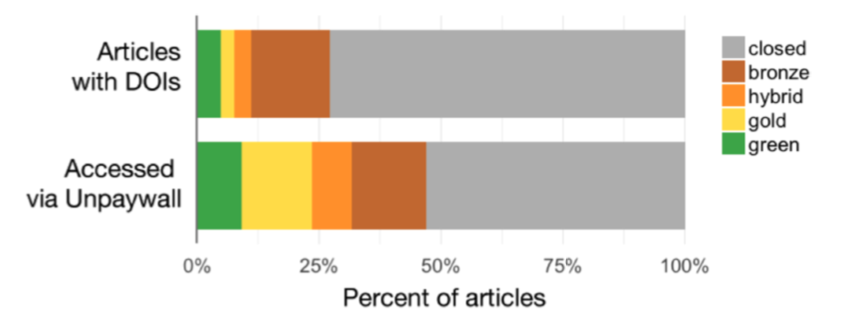 Articles
with DOIs
Accessed
via Unpaywall
0%
25%
50%
75%
100%
Percent of articles
closed
bronze
hybrid
gold
green